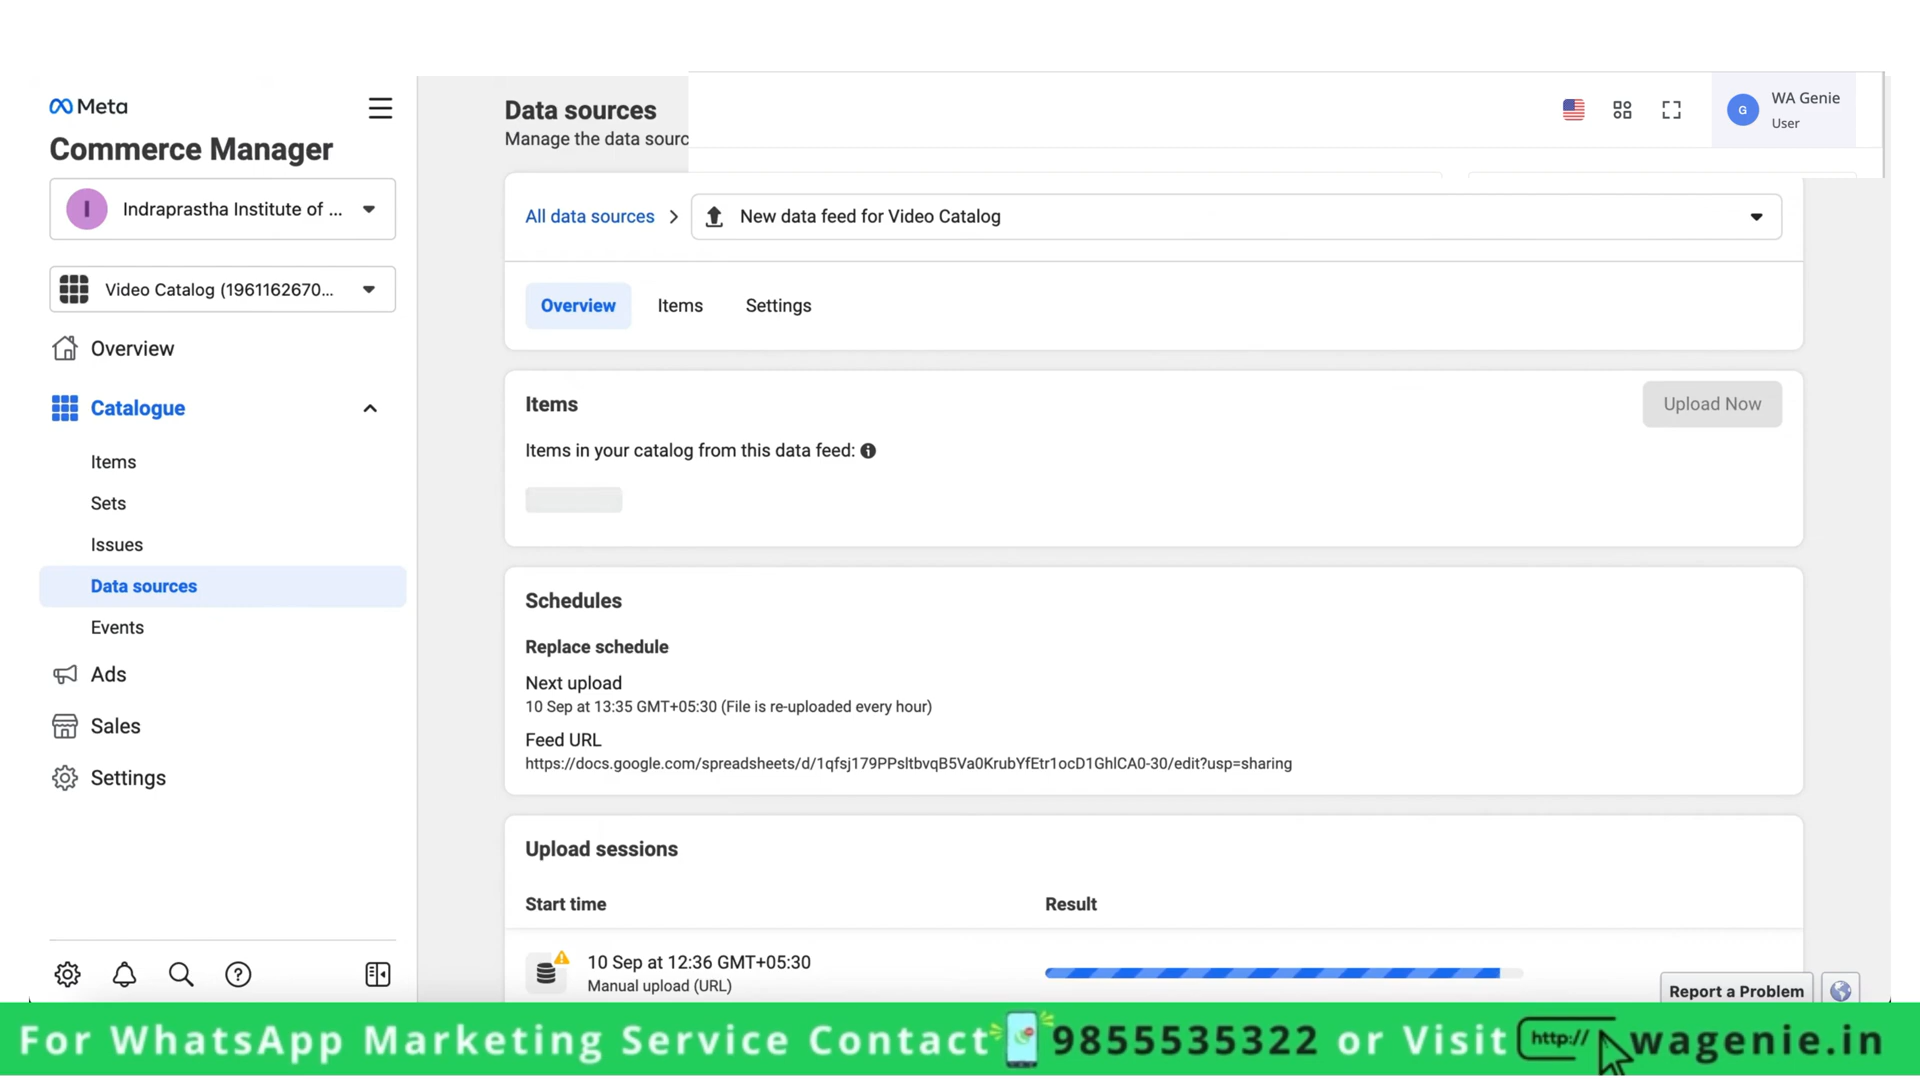 Meta
Commerce Manager
I
Indraprastha Institute of ...
Video Catalog (1961162670...
Overview
Catalogue
Items
Sets
Issues
Data sources
Events
Ads
Sales
Settings
Data sources
Manage the data sourc
G
WA Genie
User
All data sources
New data feed for Video Catalog
Overview
Items
Settings
Items
Upload Now
Items in your catalog from this data feed:
Schedules
Replace schedule
Next upload
10 Sep at 13:35 GMT+05:30 (File is re-uploaded every hour)
Feed URL
https://docs.google.com/spreadsheets/d/1qfsj179PPsltbvqB5Va0KrubYfEtr1ocD1GhlCA0-30/edit?usp=sharing
Upload sessions
Start time
Result
10 Sep at 12:36 GMT+05:30
Manual upload (URL)
Report a Problem
For WhatsApp Marketing Service Contact 9855535322 or Visit http:// wagenie.in